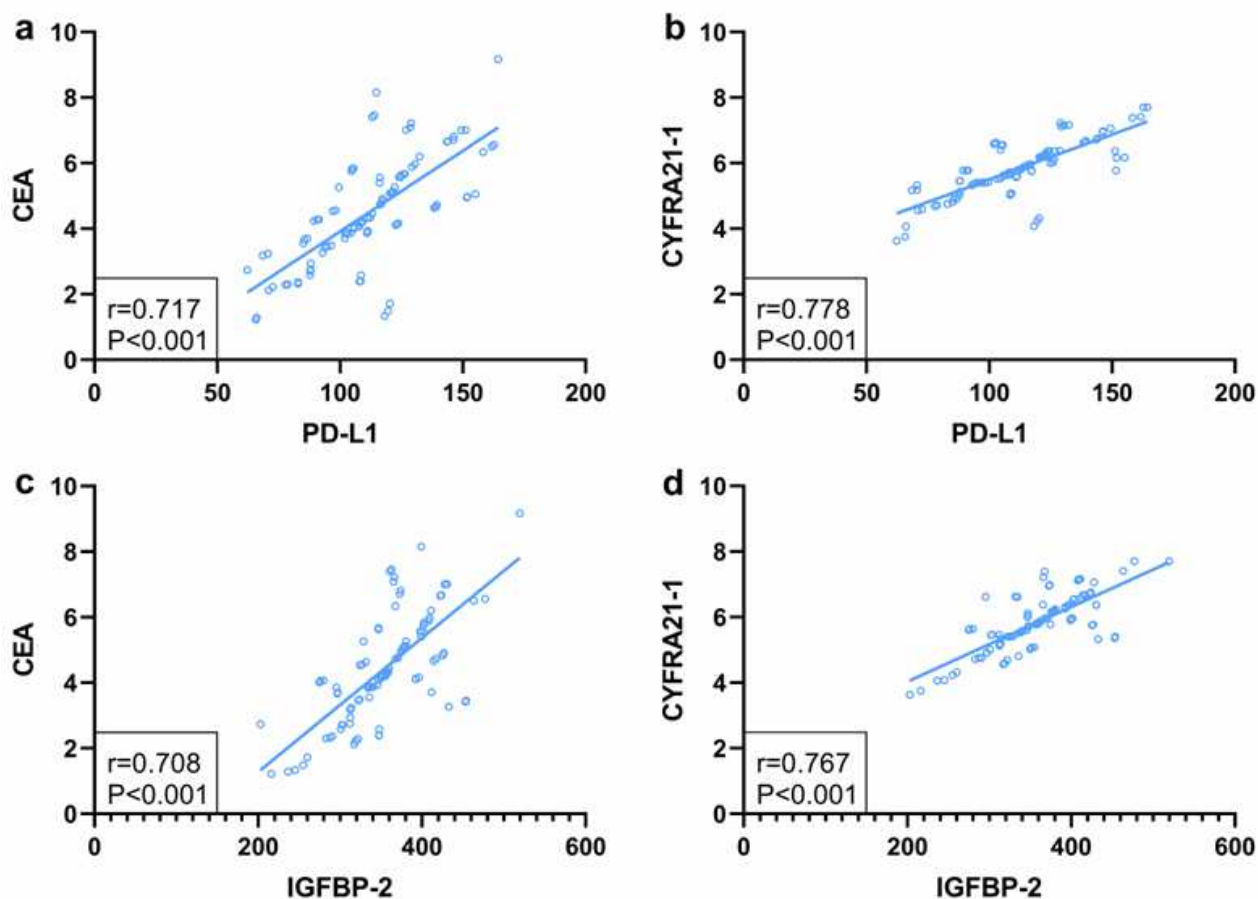 a
10
8
6
4
2
0
CEA
r=0.717
P<0.001
0 50 100 150 200
PD-L1
b
10
8
6
4
2
0
CYFRA21-1
r=0.778
P<0.001
0 50 100 150 200
PD-L1
c
10
8
6
4
2
0
CEA
r=0.708
P<0.001
0 200 400 600
IGFBP-2
d
10
8
6
4
2
0
CYFRA21-1
r=0.767
P<0.001
0 200 400 600
IGFBP-2